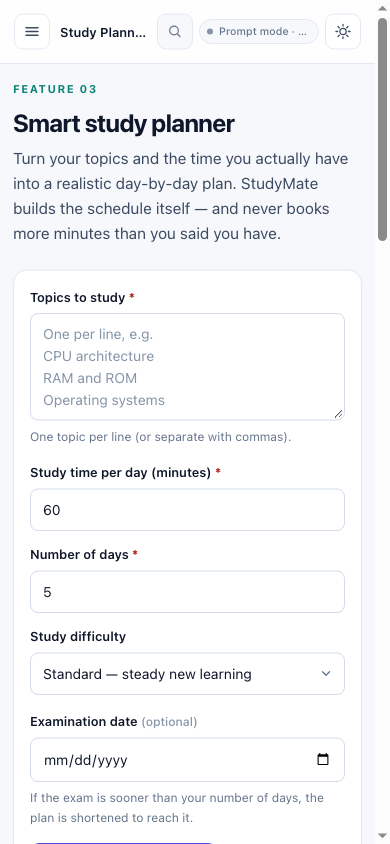 Study Plann...
Prompt mode · ...
FEATURE 03
Smart study planner
Turn your topics and the time you actually have
into a realistic day-by-day plan. StudyMate
builds the schedule itself — and never books
more minutes than you said you have.
Topics to study *
One per line, e.g.
CPU architecture
RAM and ROM
Operating systems
One topic per line (or separate with commas).
Study time per day (minutes) *
60
Number of days *
5
Study difficulty
Standard — steady new learning
Examination date (optional)
mm/dd/yyyy
If the exam is sooner than your number of days, the
plan is shortened to reach it.